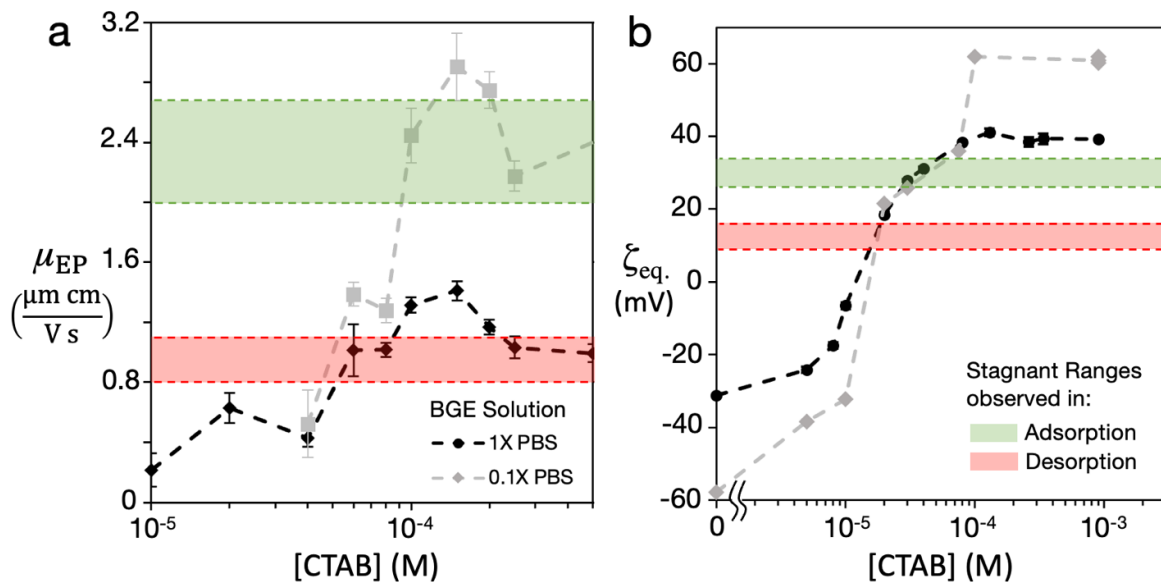 a
3.2
2.4
1.6
0.8
0
μEP
(μm cm / V s)
BGE Solution
1X PBS
0.1X PBS
10-5
10-4
[CTAB] (M)
b
60
40
20
0
-20
-40
-60
ζeq.
(mV)
Stagnant Ranges
observed in:
Adsorption
Desorption
0
10-5
10-4
10-3
[CTAB] (M)